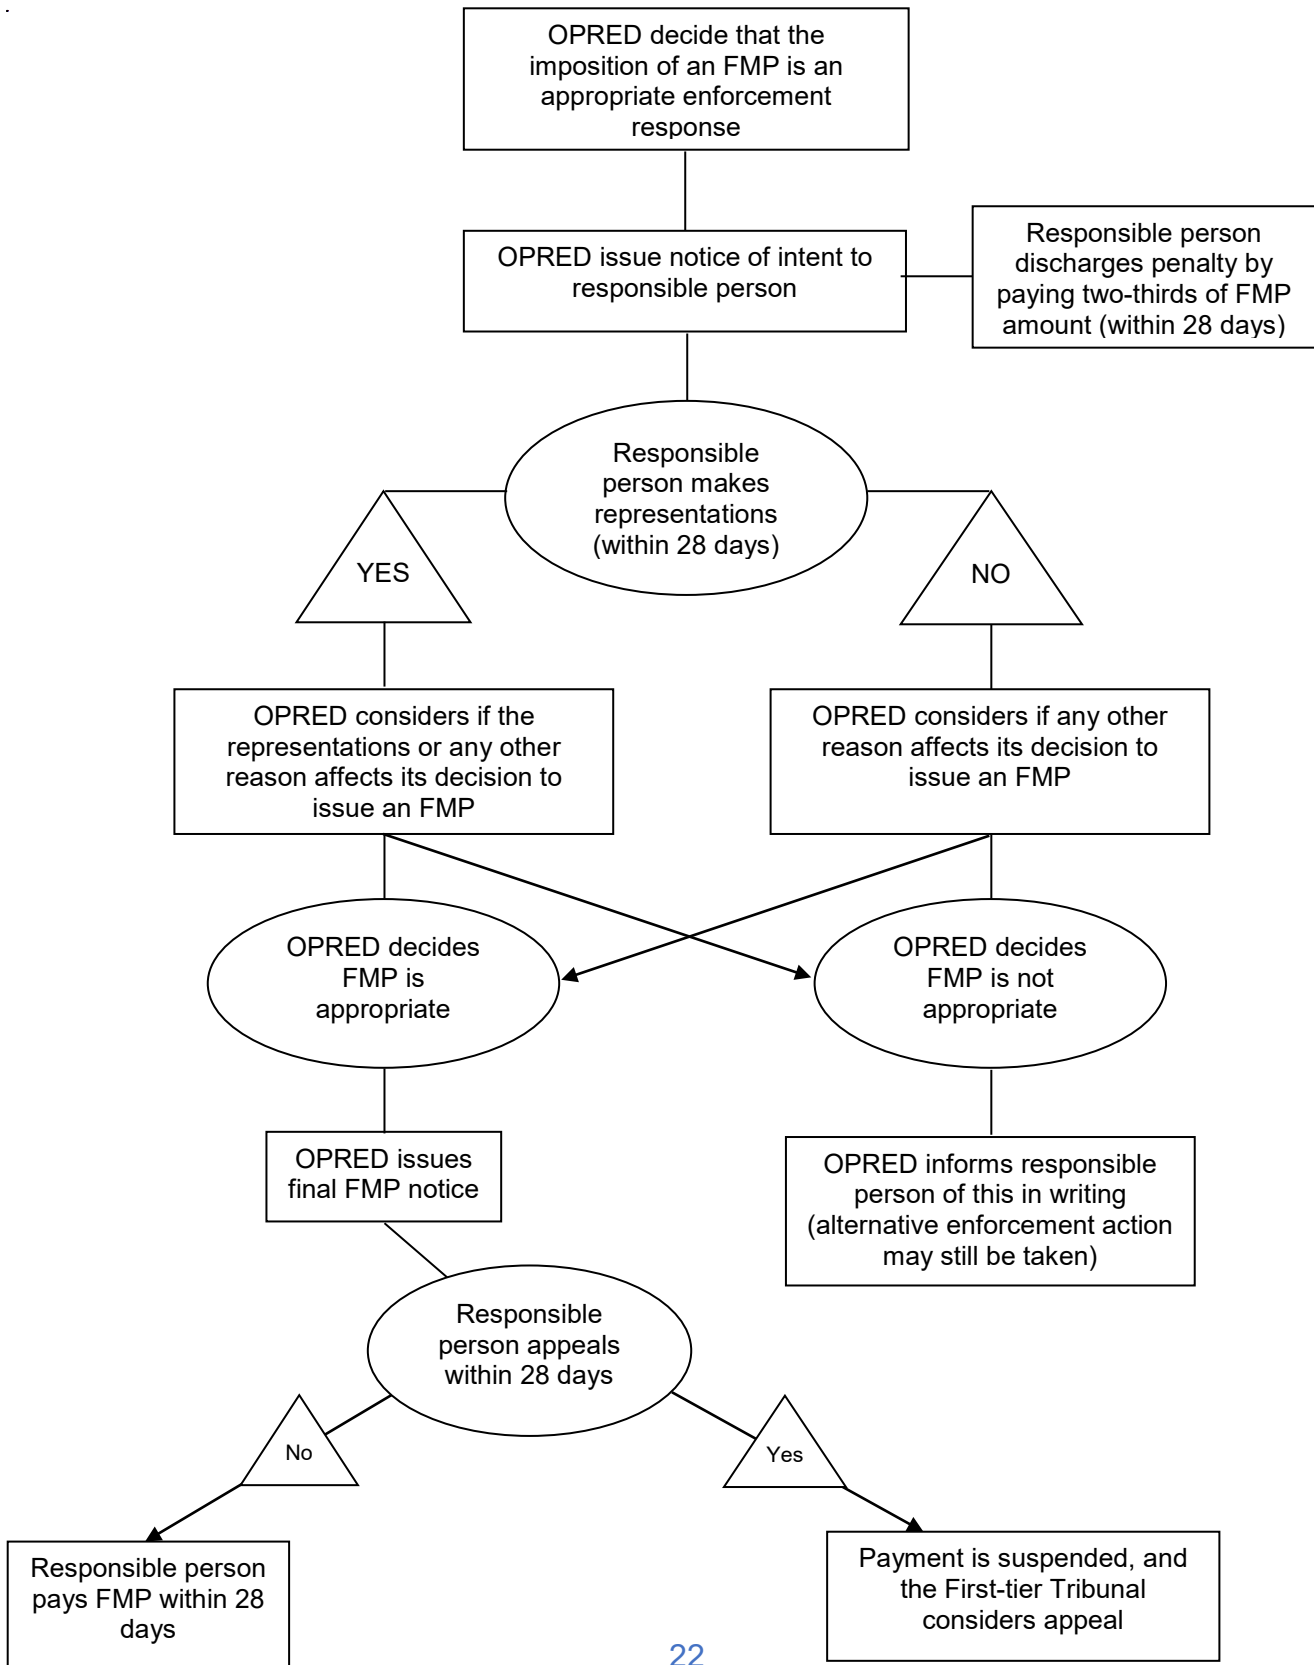 OPRED decide that the
imposition of an FMP is an
appropriate enforcement
response
OPRED issue notice of intent to
responsible person
Responsible person
discharges penalty by
paying two-thirds of FMP
amount (within 28 days)
Responsible
person makes
representations
(within 28 days)
YES
NO
OPRED considers if the
representations or any other
reason affects its decision to
issue an FMP
OPRED considers if any other
reason affects its decision to
issue an FMP
OPRED decides
FMP is
appropriate
OPRED decides
FMP is not
appropriate
OPRED issues
final FMP notice
OPRED informs responsible
person of this in writing
(alternative enforcement action
may still be taken)
Responsible
person appeals
within 28 days
No
Yes
Responsible person
pays FMP within 28
days
Payment is suspended, and
the First-tier Tribunal
considers appeal
22